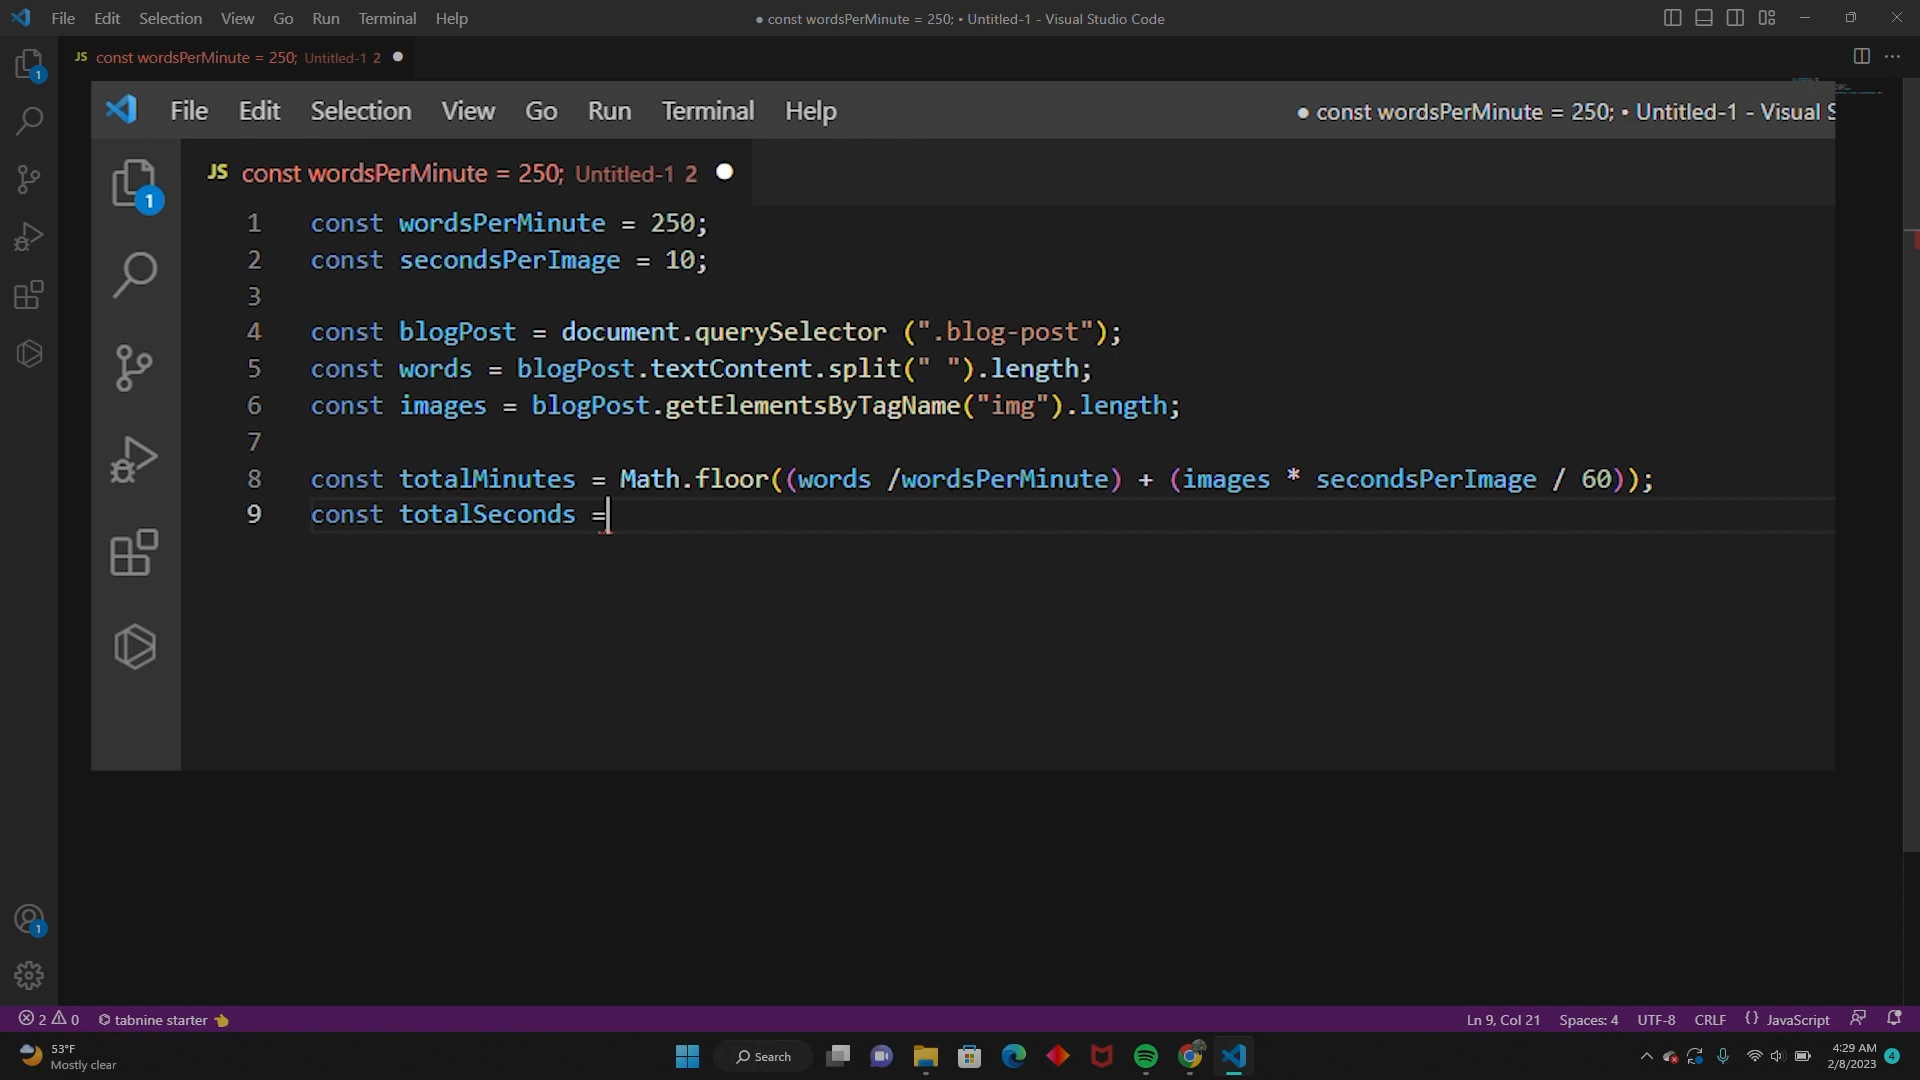 File Edit Selection View Go Run Terminal Help
● const wordsPerMinute = 250; • Untitled-1 - Visual Studio Code
JS const wordsPerMinute = 250; Untitled-1 2 ●
1
File Edit Selection View Go Run Terminal Help
● const wordsPerMinute = 250; • Untitled-1 - Visual S
JS const wordsPerMinute = 250; Untitled-1 2 ●
1
1 const wordsPerMinute = 250;
2 const secondsPerImage = 10;
3
4 const blogPost = document.querySelector (".blog-post");
5 const words = blogPost.textContent.split(" ").length;
6 const images = blogPost.getElementsByTagName("img").length;
7
8 const totalMinutes = Math.floor((words /wordsPerMinute) + (images * secondsPerImage / 60));
9 const totalSeconds =
1
2 0 tabnine starter
Ln 9, Col 21 Spaces: 4 UTF-8 CRLF {} JavaScript
53°F
Mostly clear
Search
4:29 AM
2/8/2023
4